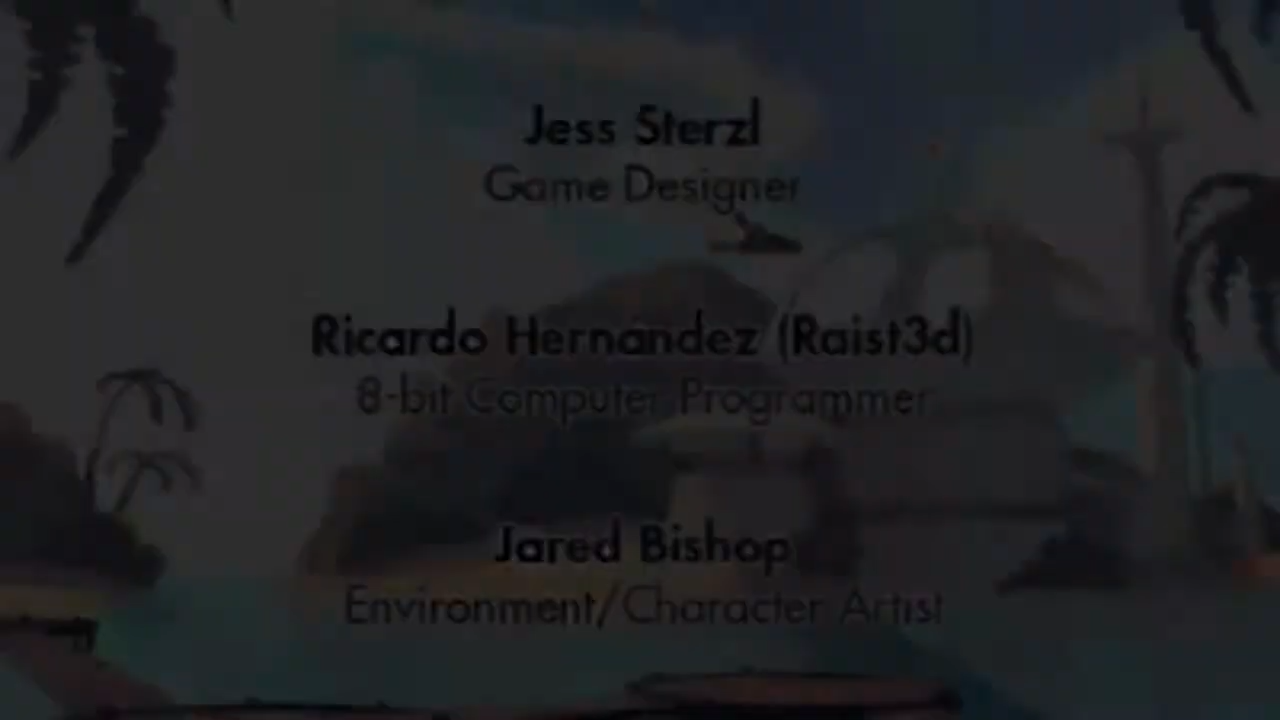 Jess Sterzl
Game Designer
Ricardo Hernandez (Raist3d)
8-bit Computer Programmer
Jared Bishop
Environment/Character Artist